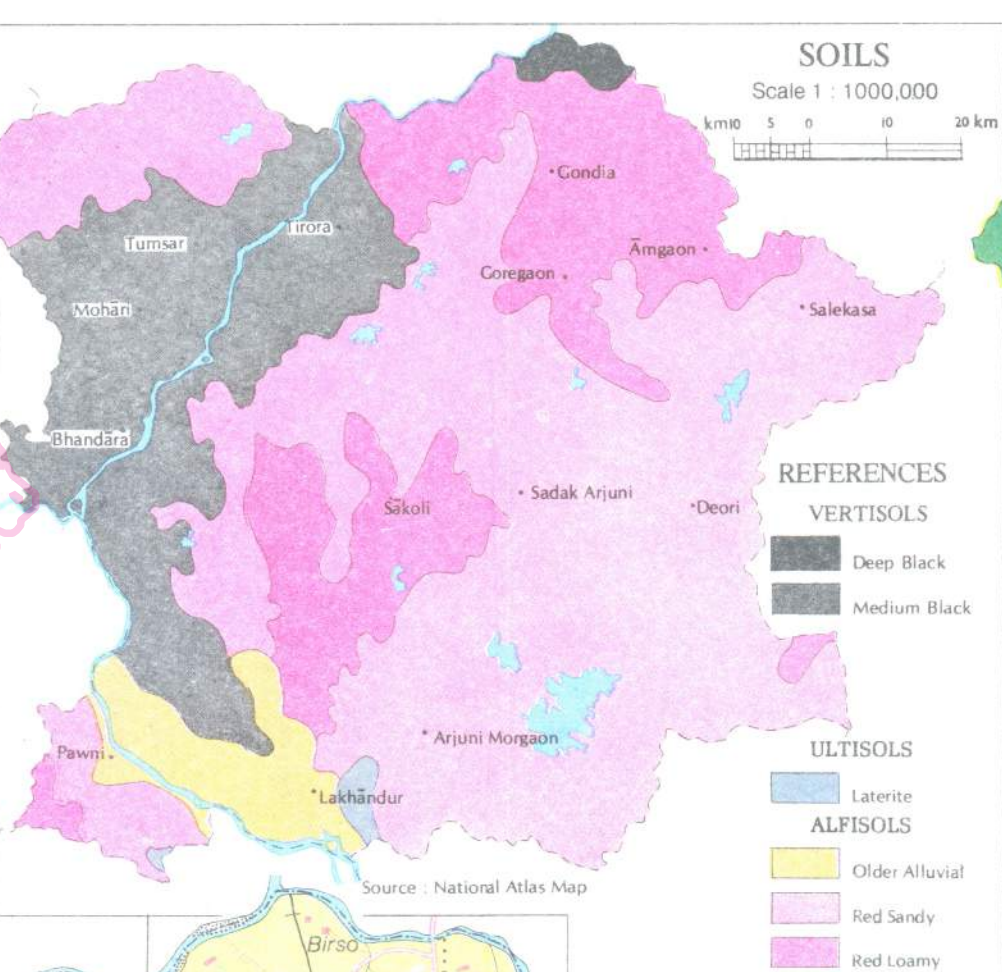 SOILS
Scale 1 : 1000,000
km10 5 0 10 20 km
Gondia
Tirora
Tumsar
Āmgaon
Goregaon
Mohāri
Salekasa
Bhandāra
REFERENCES
Sākoli
Sadak Arjuni
Deori
VERTISOLS
Deep Black
Medium Black
Arjuni Morgaon
Pawni
ULTISOLS
Lakhāndur
Laterite
ALFISOLS
Older Alluvial
Source : National Atlas Map
Red Sandy
Birso
Red Loamy